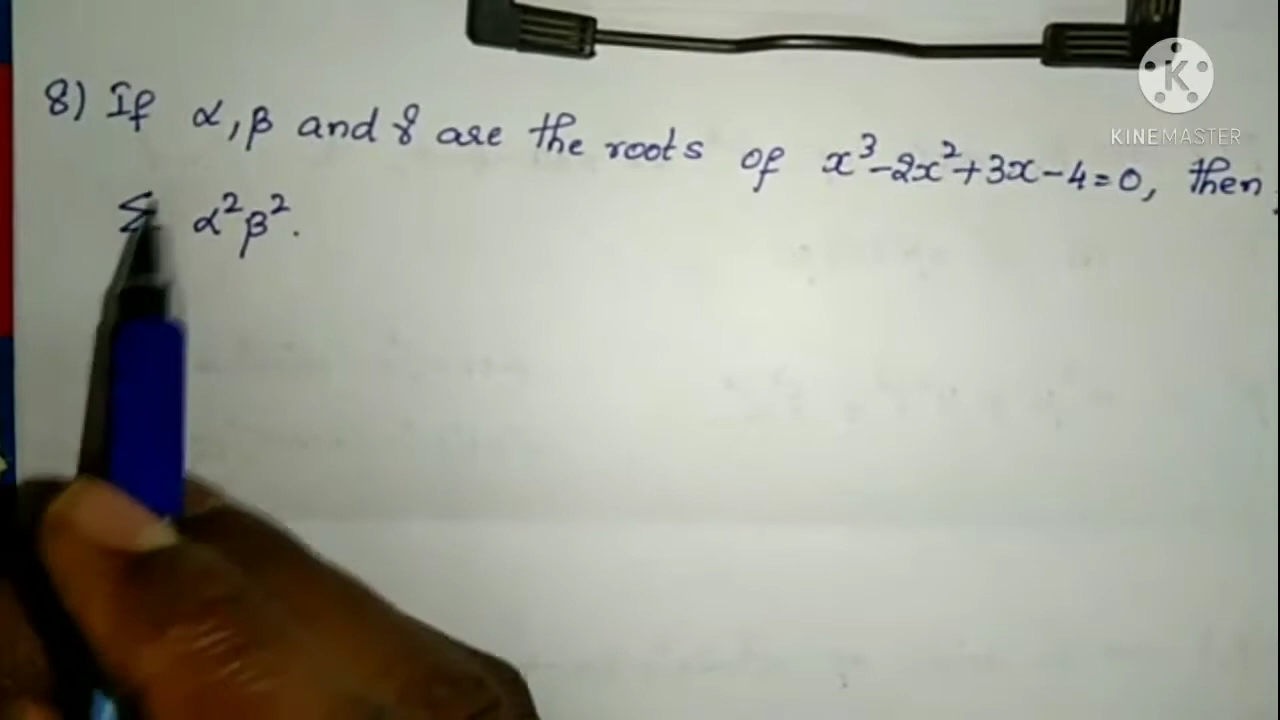 K
KINEMASTER
8) If α, β and γ are the roots of x³-2x²+3x-4=0, then
Σ α²β².